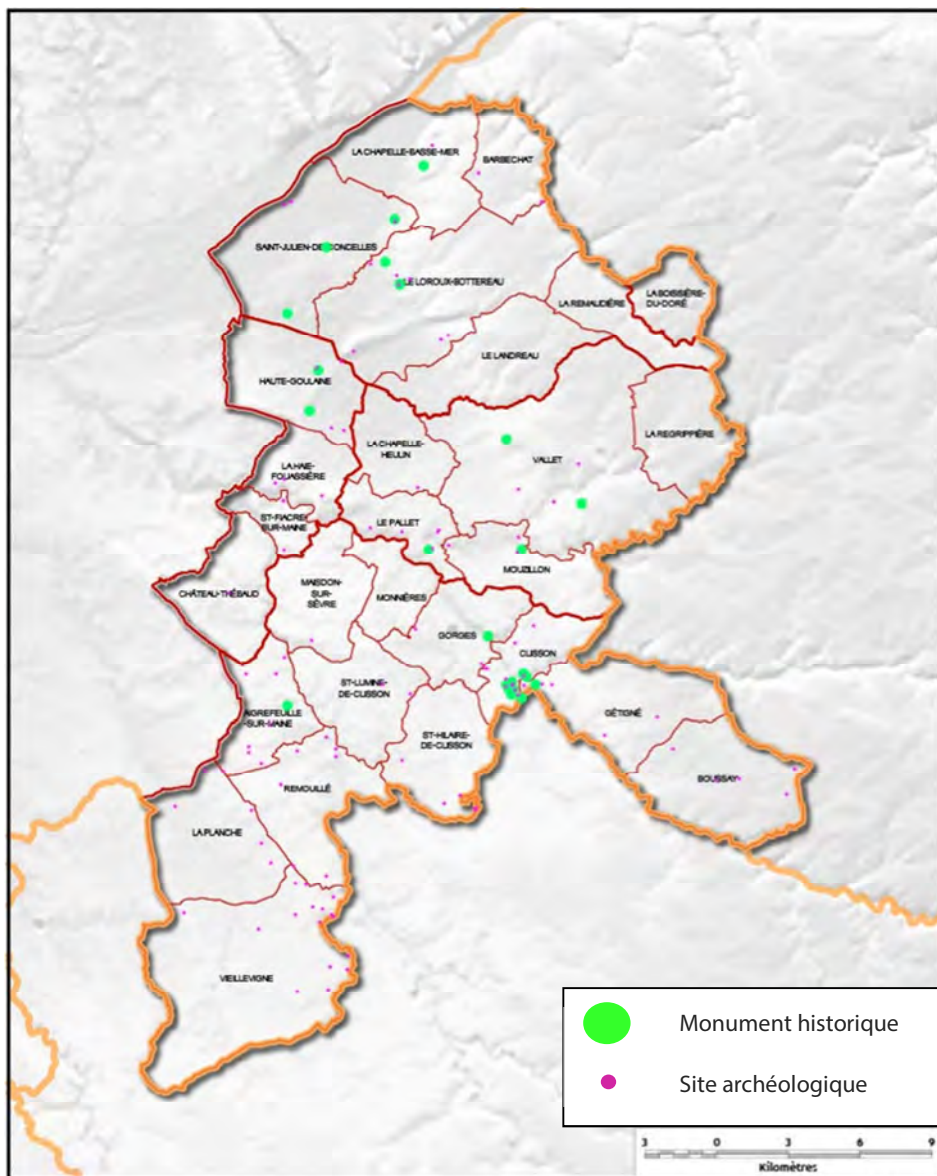 LA CHAPELLE-BASSE-MER
BARBECHAT
SAINT-JULIEN-DE-CONCELLES
LE LOROUX-BOTTEREAU
LA REMAUDIÈRE
LA BOISSIÈRE-
DU-DORÉ
LE LANDREAU
HAUTE-GOULAINE
LA REGRIPPIÈRE
LA CHAPELLE-
HEULIN
VALLET
LA HAIE-
FOUASSIÈRE
ST-FIACRE-
SUR-MAINE
LE PALLET
MOUZILLON
CHÂTEAU-THÉBAUD
MAISDON-
SUR-
SÈVRE
MONNIÈRES
GORGES
CLISSON
ST-LUMINE-
DE-CLISSON
GÉTIGNÉ
AIGREFEUILLE
-SUR-MAINE
ST-HILAIRE-
DE-CLISSON
BOUSSAY
REMOUILLÉ
LA PLANCHE
VIEILLEVIGNE
Monument historique
Site archéologique
3 0 3 6 9
Kilomètres